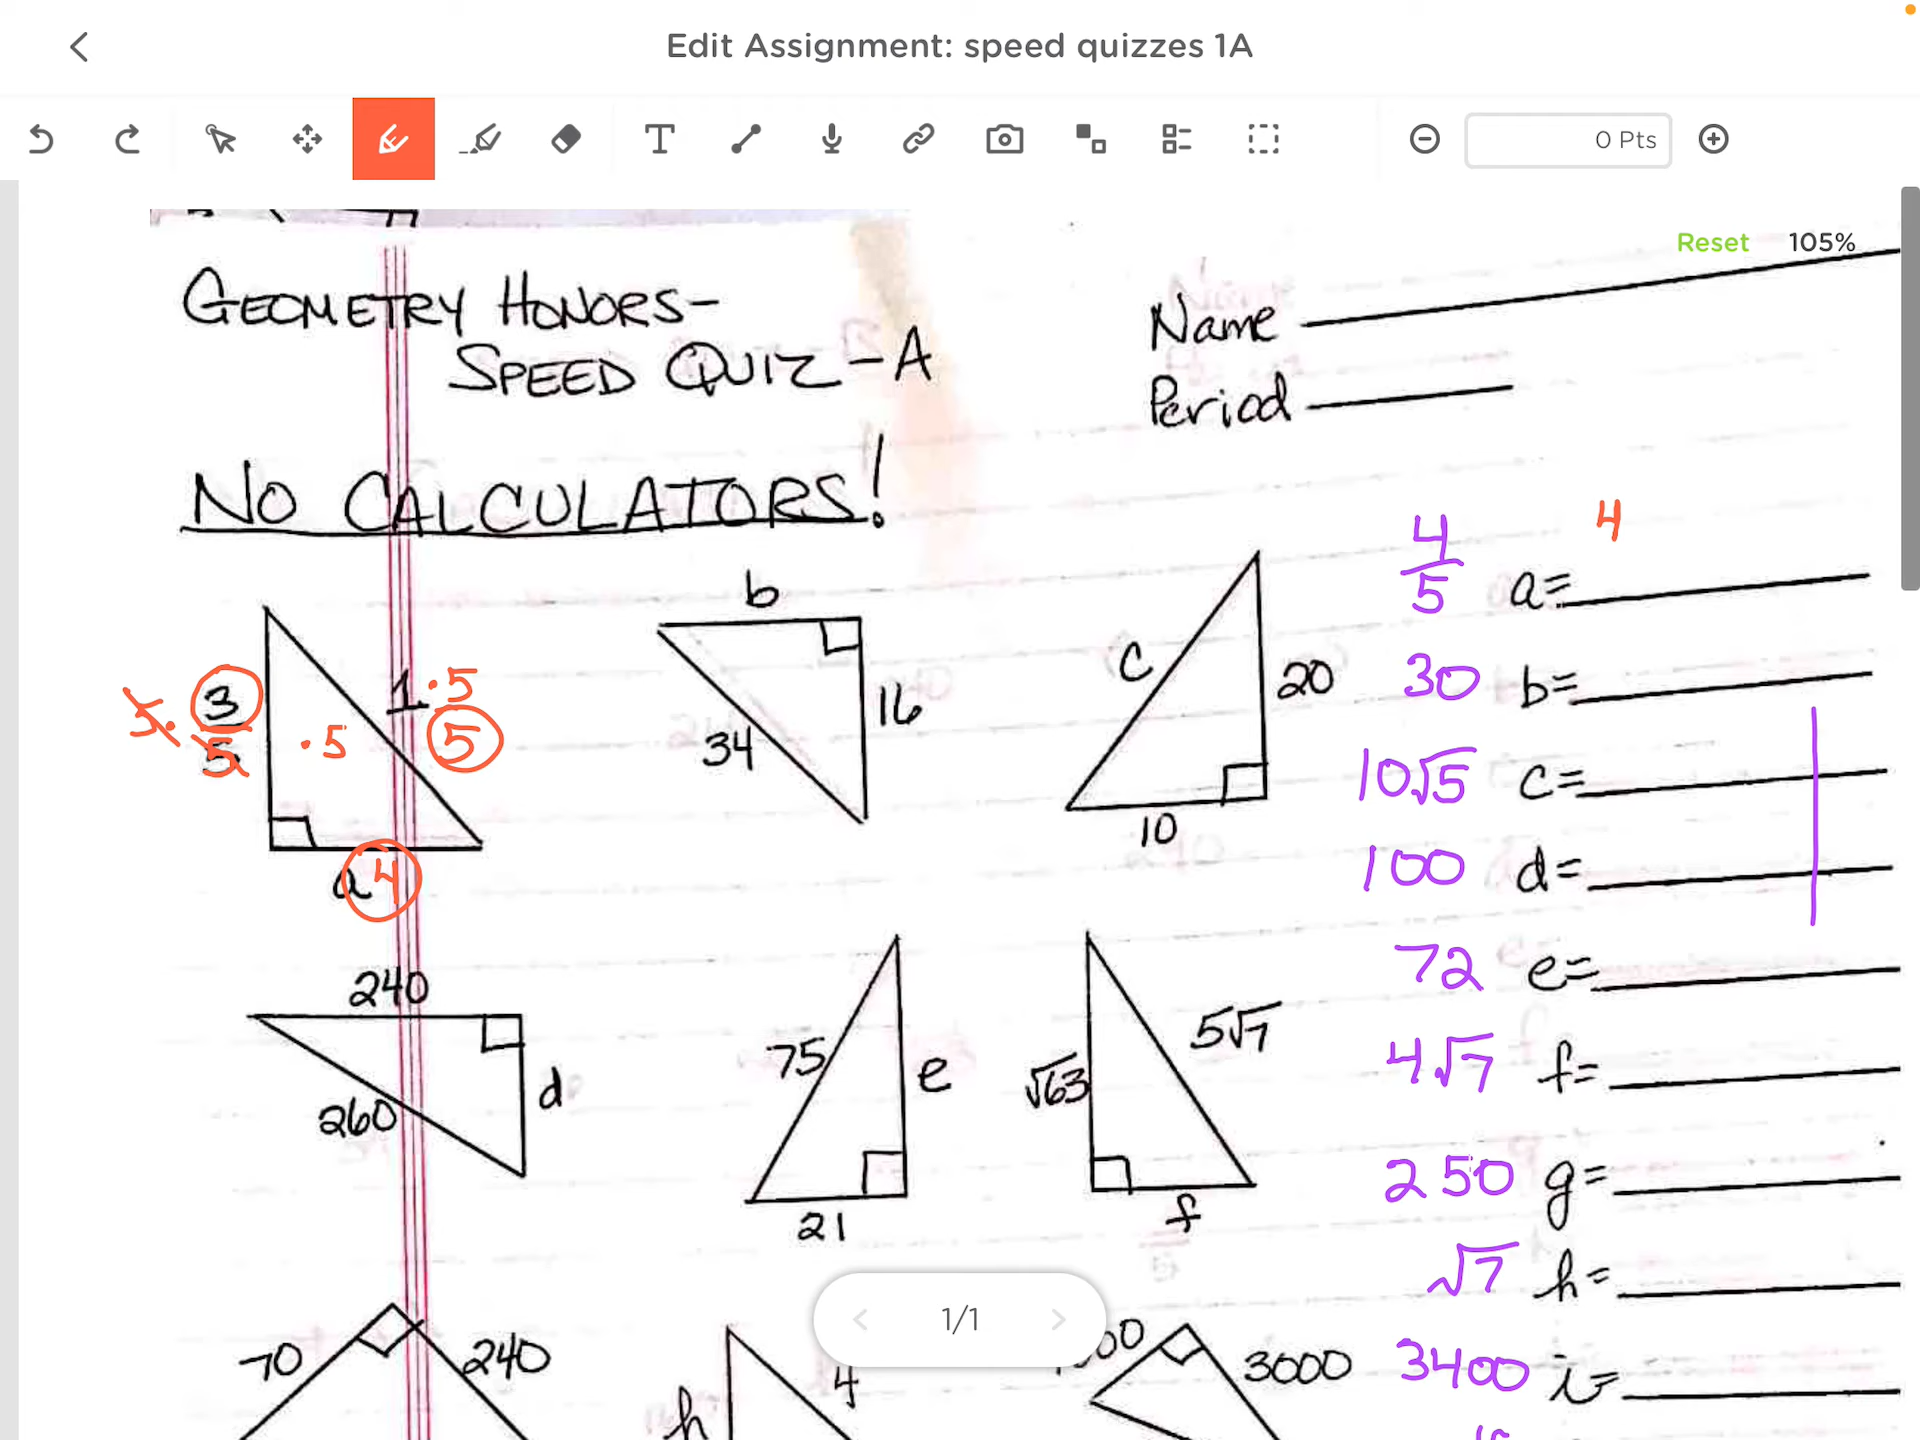 Edit Assignment: speed quizzes 1A
T
0 Pts
Reset 105%
GEOMETRY HONORS-
SPEED QUIZ -A
Name
Period
NO CALCULATORS!
4
4/5 a=
b
c
20
30 b=
5. 3/5
1 .5
5
.5
16
34
10√5 c=
10
a 4
100 d=
240
72 e=
75
e
√63
5√7
4√7 f=
260
d
21
f
250 g=
√7 h=
1/1
70
240
h
4
3000
3400 i=